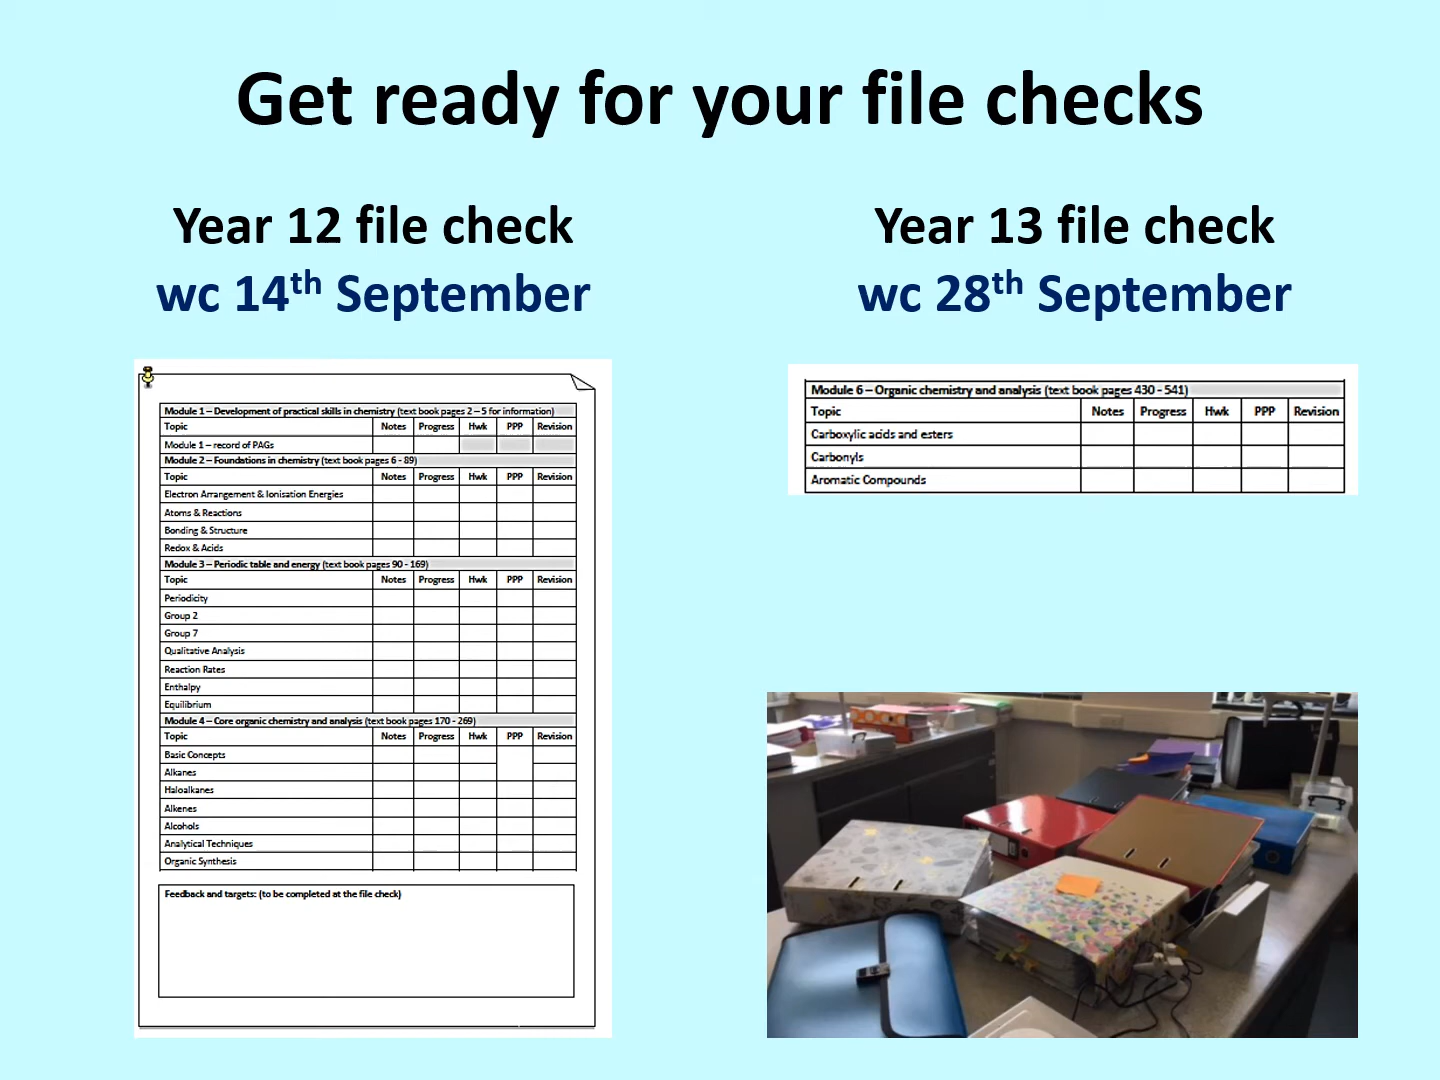 Get ready for your file checks
Year 12 file check
wc 14th September
Year 13 file check
wc 28th September
Module 1 – Development of practical skills in chemistry (text book pages 2 – 5 for information)
Topic Notes Progress Hwk PPP Revision
Module 1 – record of PAGs
Module 2 – Foundations in chemistry (text book pages 6 - 89)
Topic Notes Progress Hwk PPP Revision
Electron Arrangement & Ionisation Energies
Atoms & Reactions
Bonding & Structure
Redox & Acids
Module 3 – Periodic table and energy (text book pages 90 - 169)
Topic Notes Progress Hwk PPP Revision
Periodicity
Group 2
Group 7
Qualitative Analysis
Reaction Rates
Enthalpy
Equilibrium
Module 4 – Core organic chemistry and analysis (text book pages 170 - 269)
Topic Notes Progress Hwk PPP Revision
Basic Concepts
Alkanes
Haloalkanes
Alkenes
Alcohols
Analytical Techniques
Organic Synthesis
Feedback and targets: (to be completed at the file check)
Module 6 – Organic chemistry and analysis (text book pages 430 - 541)
Topic Notes Progress Hwk PPP Revision
Carboxylic acids and esters
Carbonyls
Aromatic Compounds